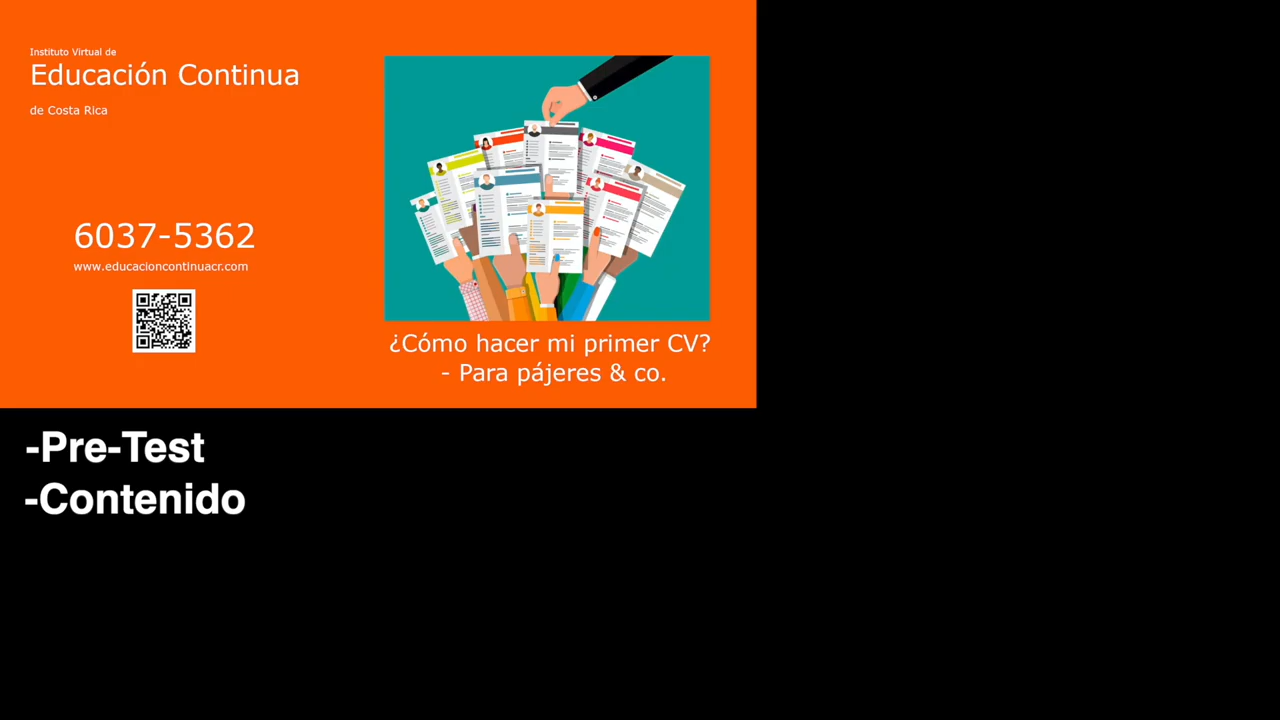 Instituto Virtual de
Educación Continua
de Costa Rica
6037-5362
www.educacioncontinuacr.com
¿Cómo hacer mi primer CV?
- Para pájeres & co.
-Pre-Test
-Contenido